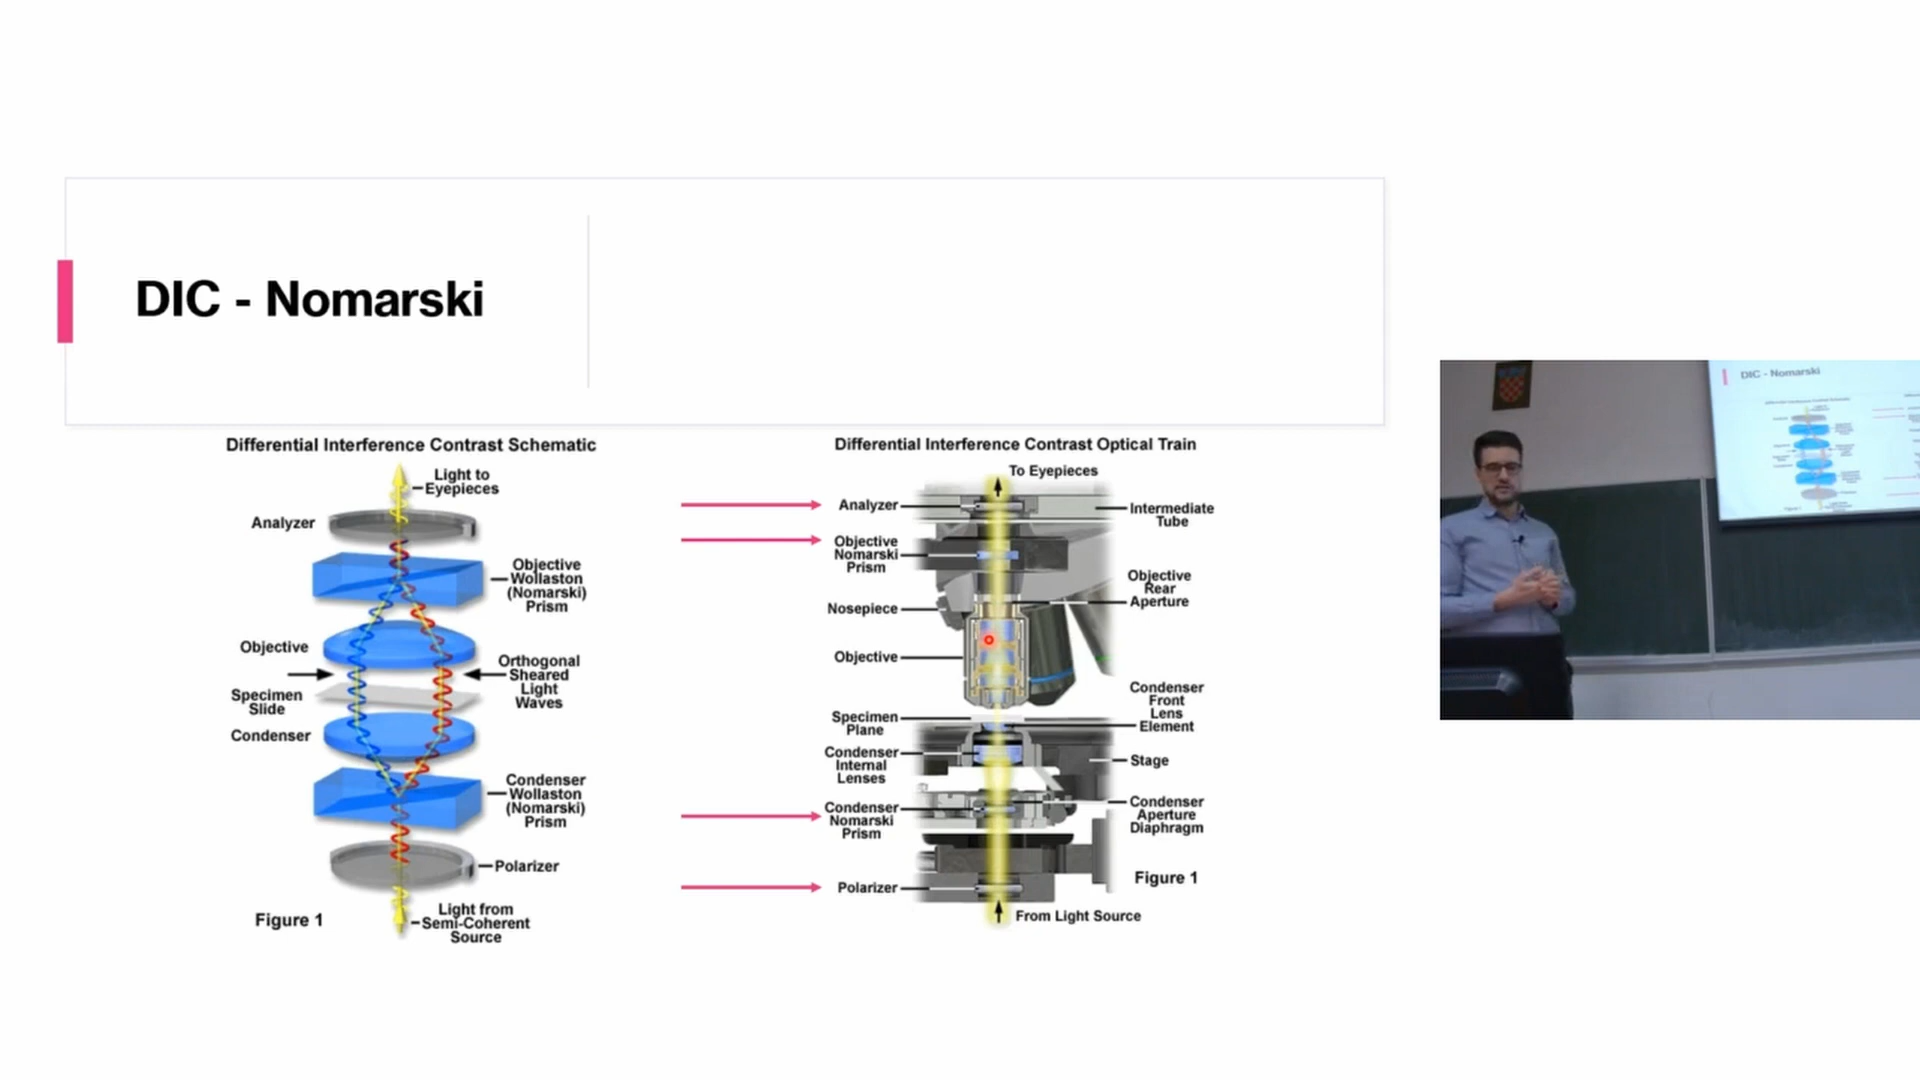 DIC - Nomarski
Differential Interference Contrast Schematic
Light to
Eyepieces
Analyzer
Objective
Wollaston
(Nomarski)
Prism
Objective
Orthogonal
Sheared
Light
Waves
Specimen
Slide
Condenser
Condenser
Wollaston
(Nomarski)
Prism
Polarizer
Light from
Semi-Coherent
Source
Figure 1
Differential Interference Contrast Optical Train
To Eyepieces
Analyzer
Intermediate
Tube
Objective
Nomarski
Prism
Objective
Rear
Aperture
Nosepiece
Objective
Condenser
Front
Lens
Element
Specimen
Plane
Condenser
Internal
Lenses
Stage
Condenser
Nomarski
Prism
Condenser
Aperture
Diaphragm
Polarizer
Figure 1
From Light Source
DIC - Nomarski